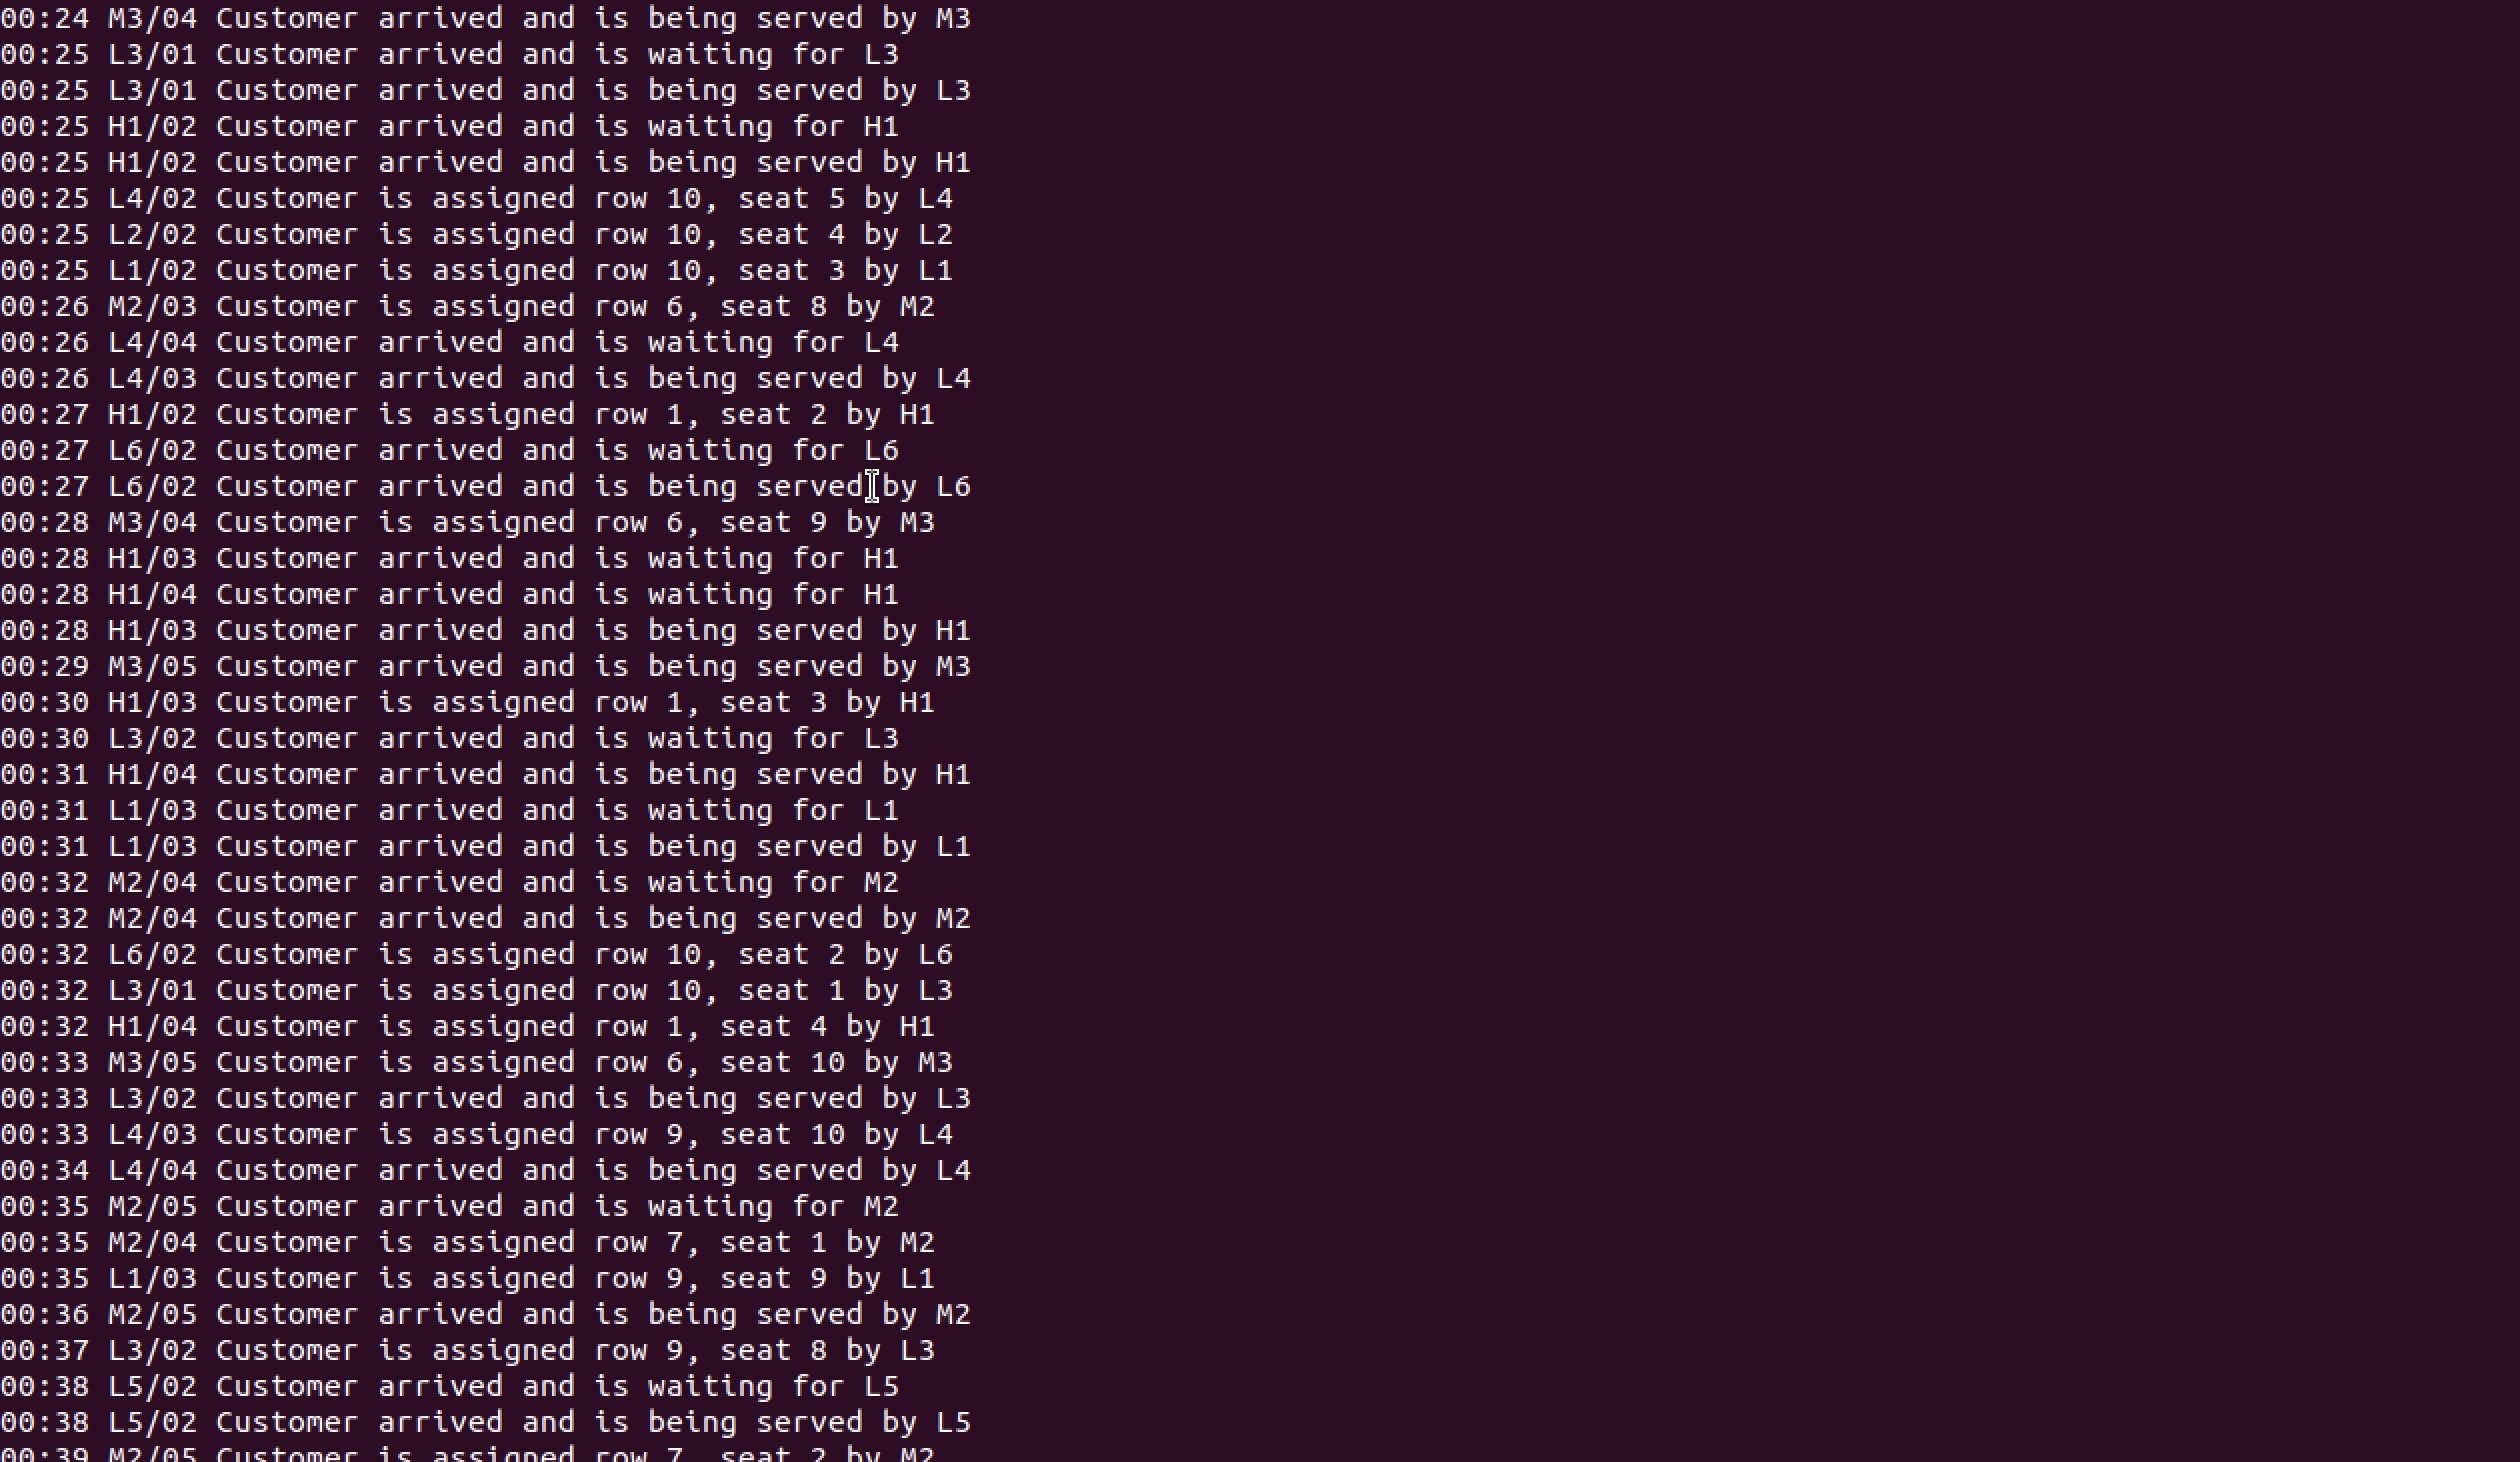 00:24 M3/04 Customer arrived and is being served by M3
00:25 L3/01 Customer arrived and is waiting for L3
00:25 L3/01 Customer arrived and is being served by L3
00:25 H1/02 Customer arrived and is waiting for H1
00:25 H1/02 Customer arrived and is being served by H1
00:25 L4/02 Customer is assigned row 10, seat 5 by L4
00:25 L2/02 Customer is assigned row 10, seat 4 by L2
00:25 L1/02 Customer is assigned row 10, seat 3 by L1
00:26 M2/03 Customer is assigned row 6, seat 8 by M2
00:26 L4/04 Customer arrived and is waiting for L4
00:26 L4/03 Customer arrived and is being served by L4
00:27 H1/02 Customer is assigned row 1, seat 2 by H1
00:27 L6/02 Customer arrived and is waiting for L6
00:27 L6/02 Customer arrived and is being served by L6
00:28 M3/04 Customer is assigned row 6, seat 9 by M3
00:28 H1/03 Customer arrived and is waiting for H1
00:28 H1/04 Customer arrived and is waiting for H1
00:28 H1/03 Customer arrived and is being served by H1
00:29 M3/05 Customer arrived and is being served by M3
00:30 H1/03 Customer is assigned row 1, seat 3 by H1
00:30 L3/02 Customer arrived and is waiting for L3
00:31 H1/04 Customer arrived and is being served by H1
00:31 L1/03 Customer arrived and is waiting for L1
00:31 L1/03 Customer arrived and is being served by L1
00:32 M2/04 Customer arrived and is waiting for M2
00:32 M2/04 Customer arrived and is being served by M2
00:32 L6/02 Customer is assigned row 10, seat 2 by L6
00:32 L3/01 Customer is assigned row 10, seat 1 by L3
00:32 H1/04 Customer is assigned row 1, seat 4 by H1
00:33 M3/05 Customer is assigned row 6, seat 10 by M3
00:33 L3/02 Customer arrived and is being served by L3
00:33 L4/03 Customer is assigned row 9, seat 10 by L4
00:34 L4/04 Customer arrived and is being served by L4
00:35 M2/05 Customer arrived and is waiting for M2
00:35 M2/04 Customer is assigned row 7, seat 1 by M2
00:35 L1/03 Customer is assigned row 9, seat 9 by L1
00:36 M2/05 Customer arrived and is being served by M2
00:37 L3/02 Customer is assigned row 9, seat 8 by L3
00:38 L5/02 Customer arrived and is waiting for L5
00:38 L5/02 Customer arrived and is being served by L5
00:39 M2/05 Customer is assigned row 7, seat 2 by M2